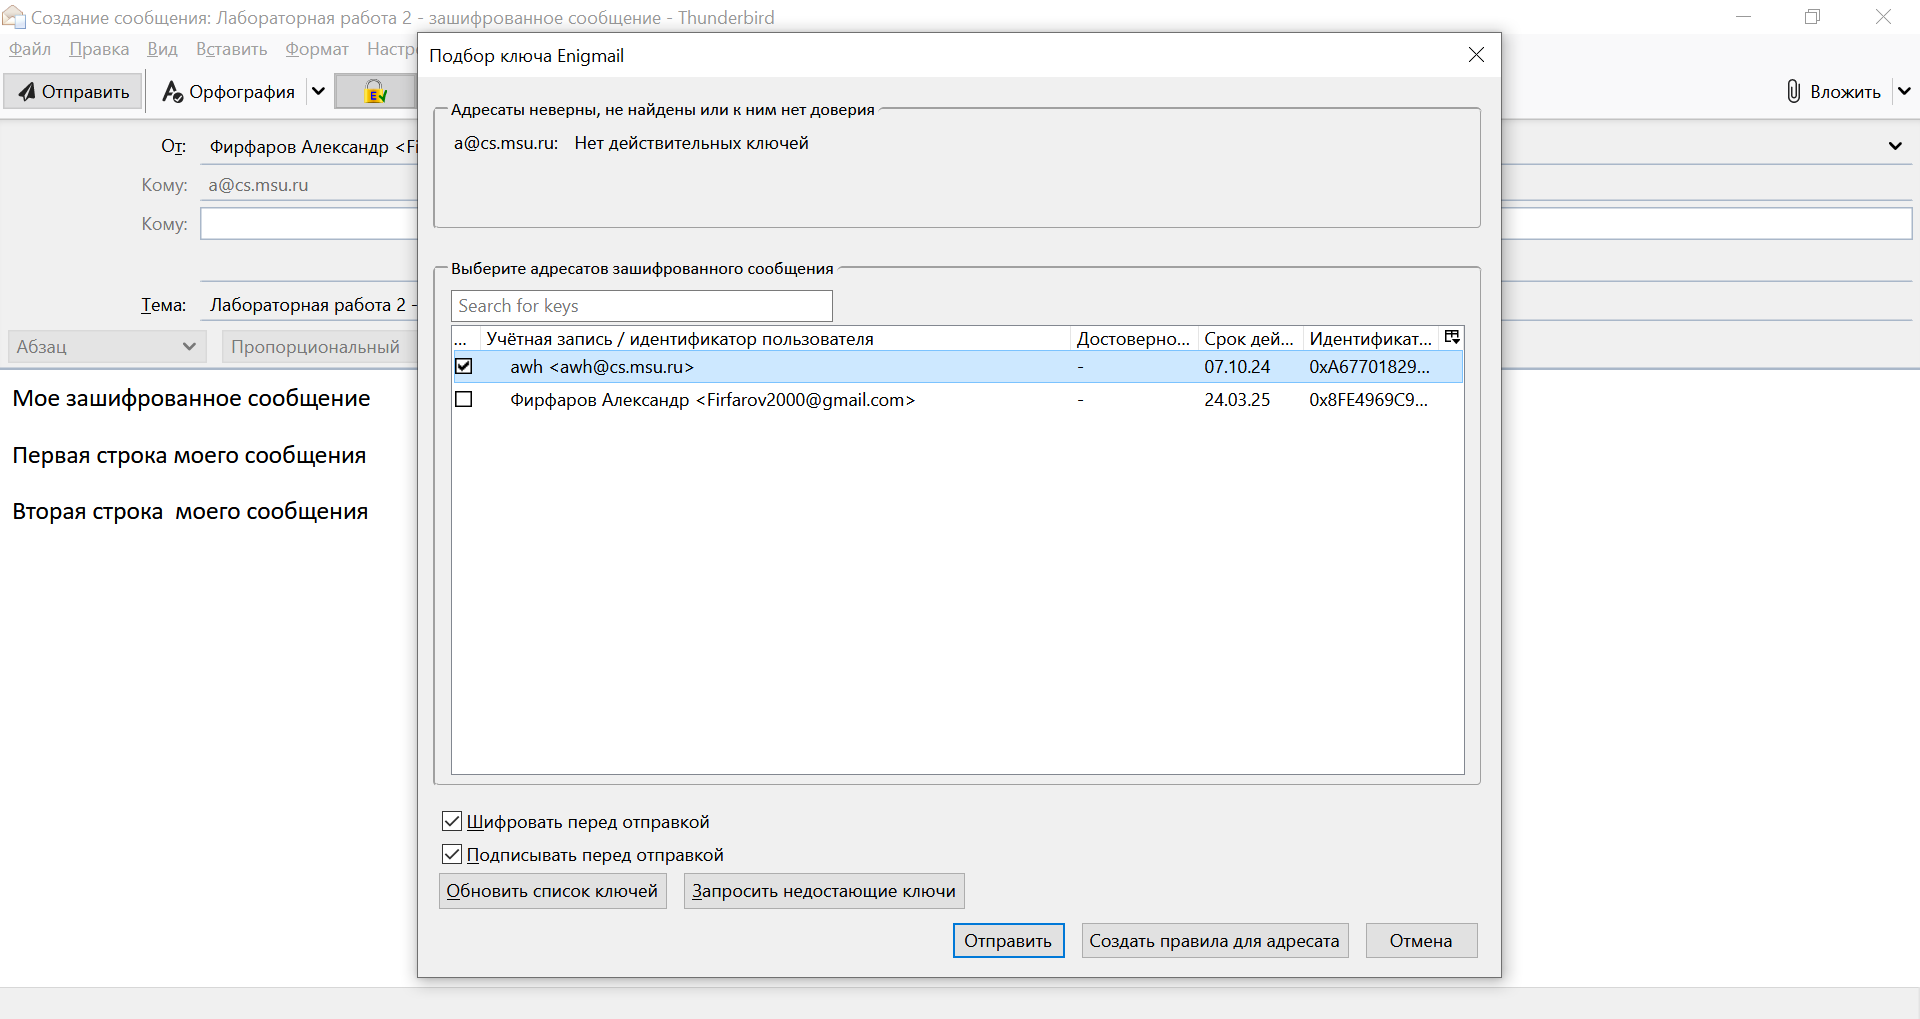 Создание сообщения: Лабораторная работа 2 - зашифрованное сообщение - Thunderbird
Файл Правка Вид Вставить Формат Настр
Отправить Орфография Вложить
От: Фирфаров Александр <Fi
Кому: a@cs.msu.ru
Кому:
Тема: Лабораторная работа 2 -
Абзац Пропорциональный
Мое зашифрованное сообщение
Первая строка моего сообщения
Вторая строка моего сообщения
Подбор ключа Enigmail
Адресаты неверны, не найдены или к ним нет доверия
a@cs.msu.ru: Нет действительных ключей
Выберите адресатов зашифрованного сообщения
Search for keys
... Учётная запись / идентификатор пользователя Достоверно... Срок дей... Идентификат...
awh <awh@cs.msu.ru> - 07.10.24 0xA67701829...
Фирфаров Александр <Firfarov2000@gmail.com> - 24.03.25 0x8FE4969C9...
Шифровать перед отправкой
Подписывать перед отправкой
Обновить список ключей Запросить недостающие ключи
Отправить Создать правила для адресата Отмена